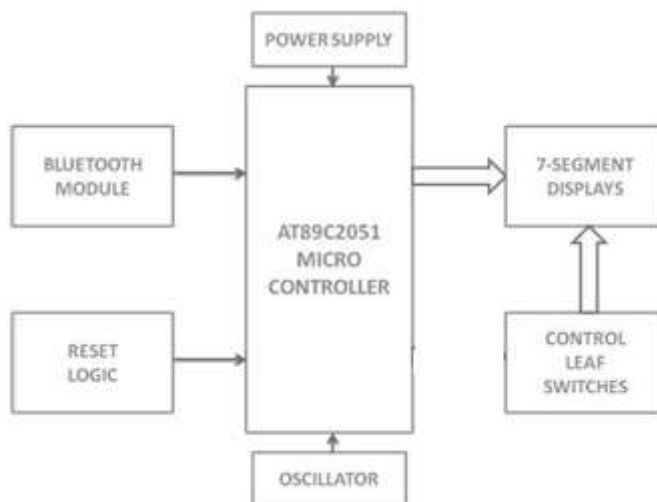 POWER SUPPLY
BLUETOOTH
MODULE
AT89C2051
MICRO
CONTROLLER
7-SEGMENT
DISPLAYS
RESET
LOGIC
CONTROL
LEAF
SWITCHES
OSCILLATOR